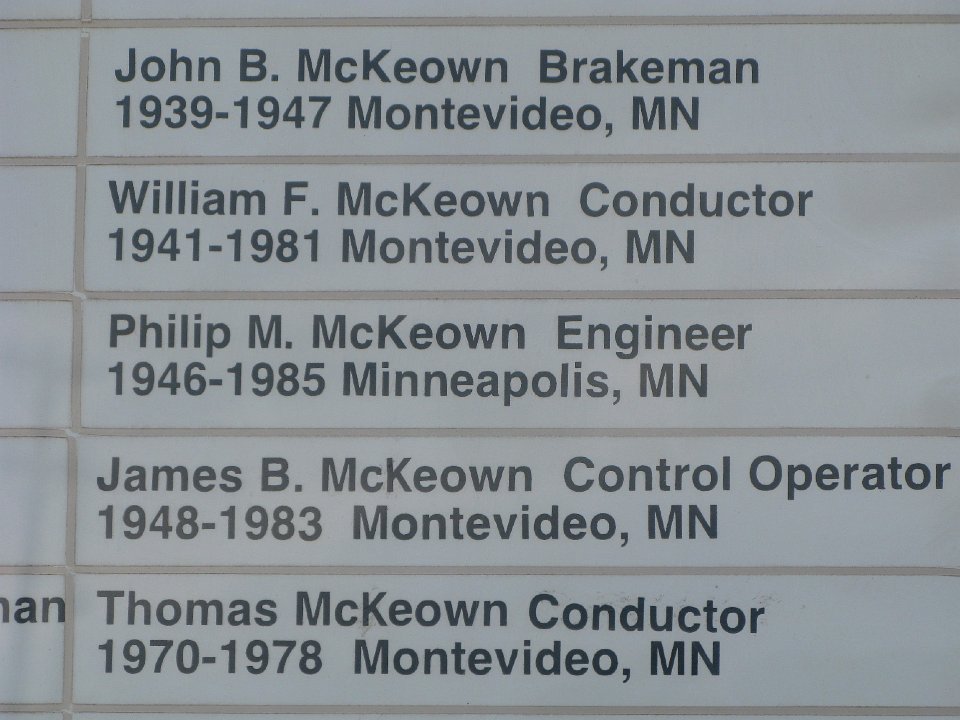 John B. McKeown Brakeman
1939-1947 Montevideo, MN
William F. McKeown Conductor
1941-1981 Montevideo, MN
Philip M. McKeown Engineer
1946-1985 Minneapolis, MN
James B. McKeown Control Operator
1948-1983 Montevideo, MN
Thomas McKeown Conductor
1970-1978 Montevideo, MN